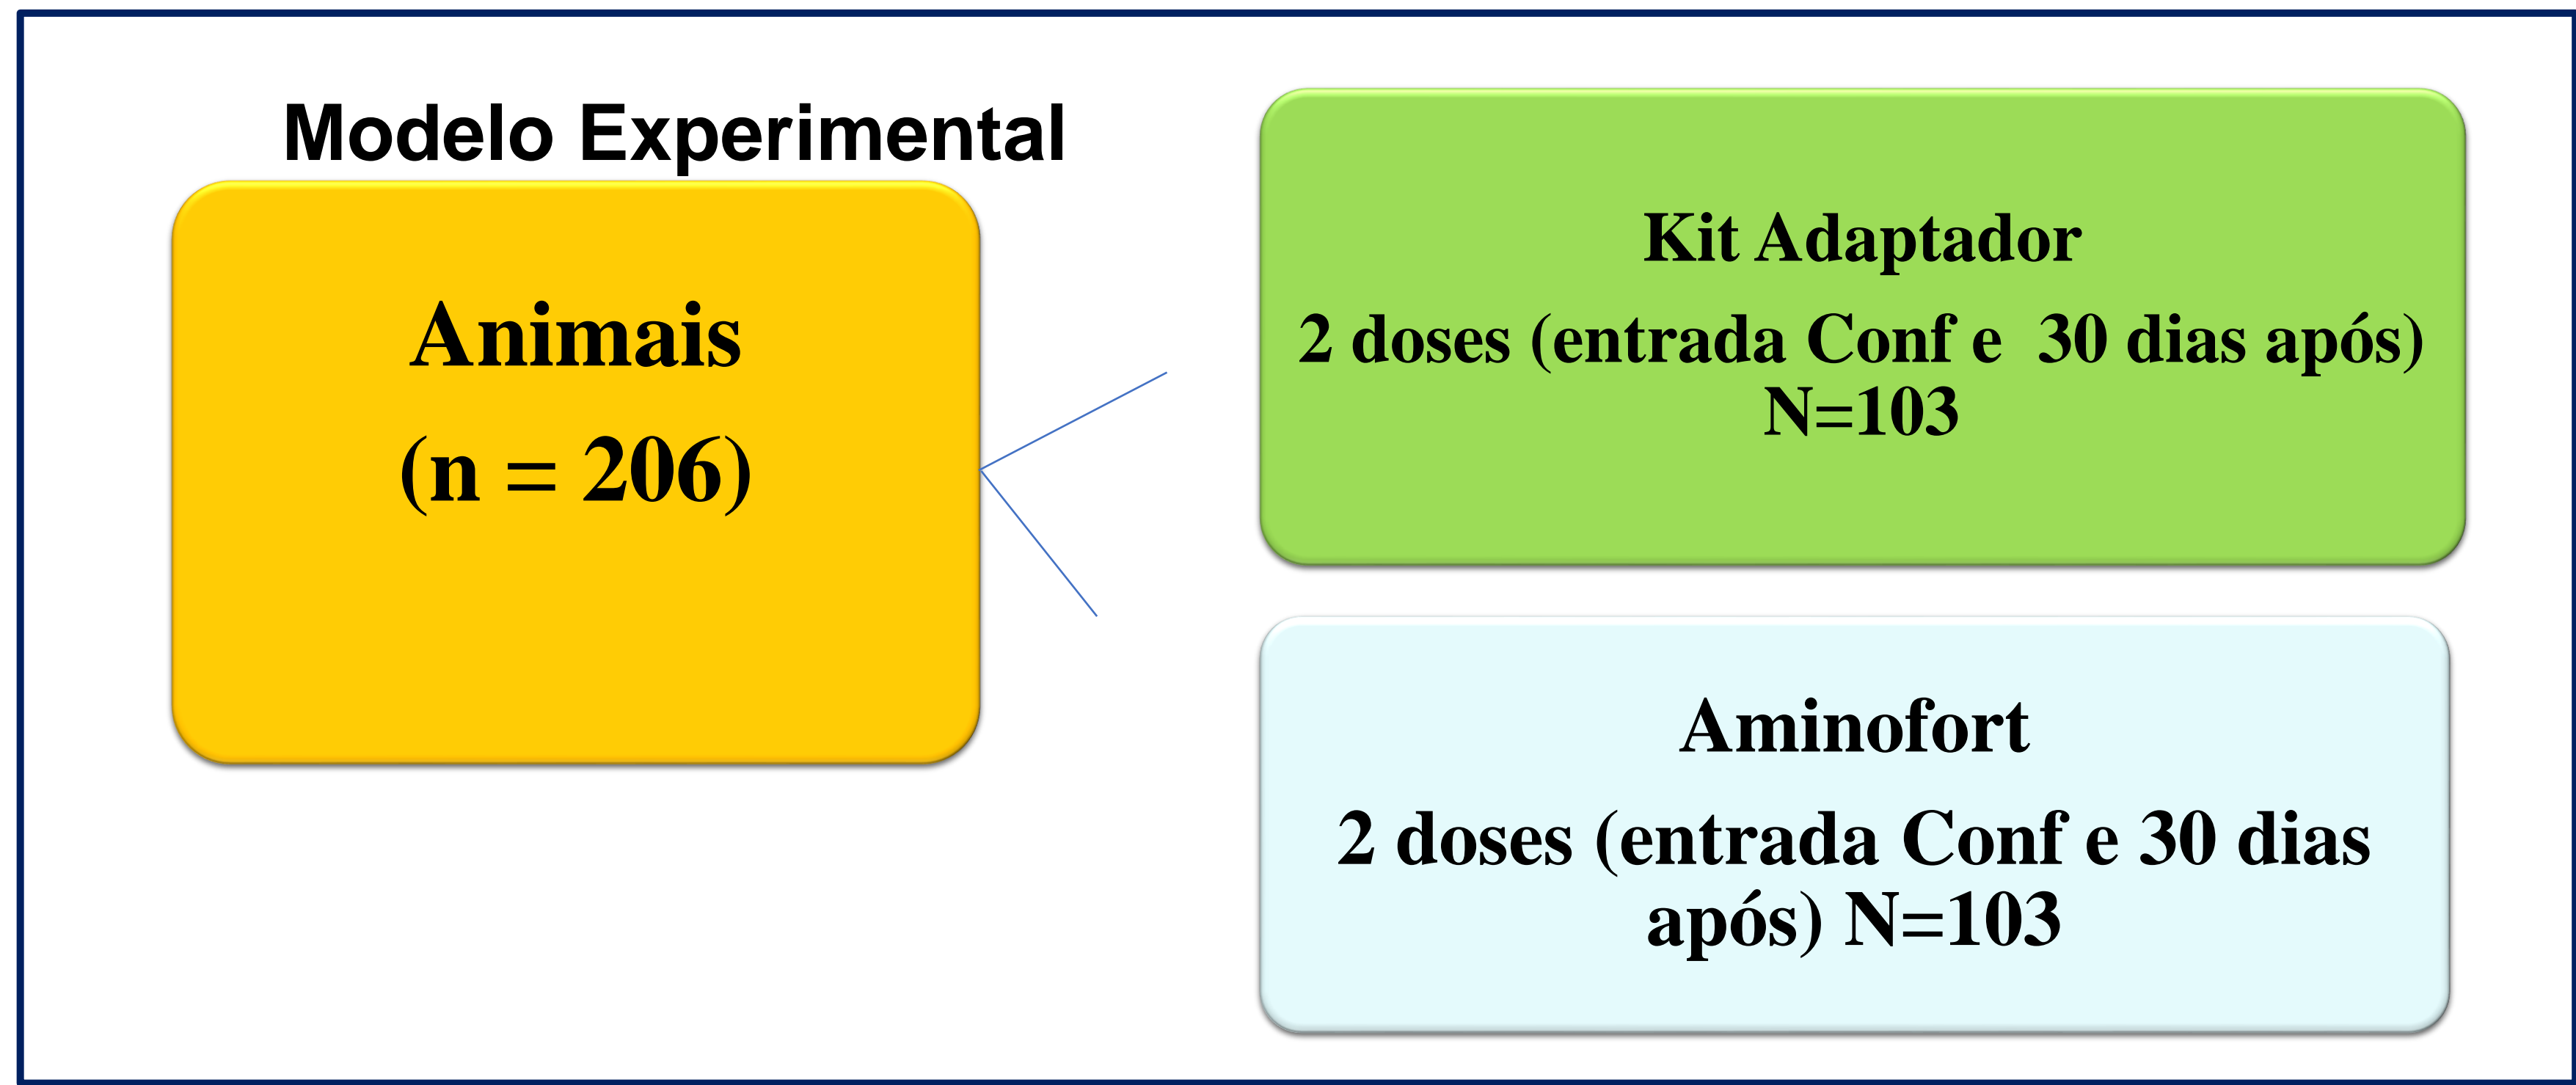 Modelo Experimental
Animais
(n = 206)
Kit Adaptador
2 doses (entrada Conf e 30 dias após)
N=103
Aminofort
2 doses (entrada Conf e 30 dias
após) N=103